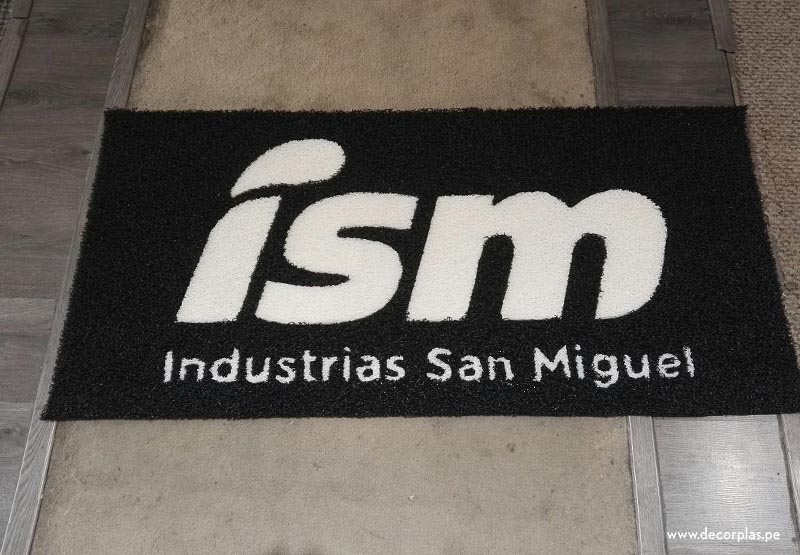 ism
Industrias San Miguel
www.decorplas.pe